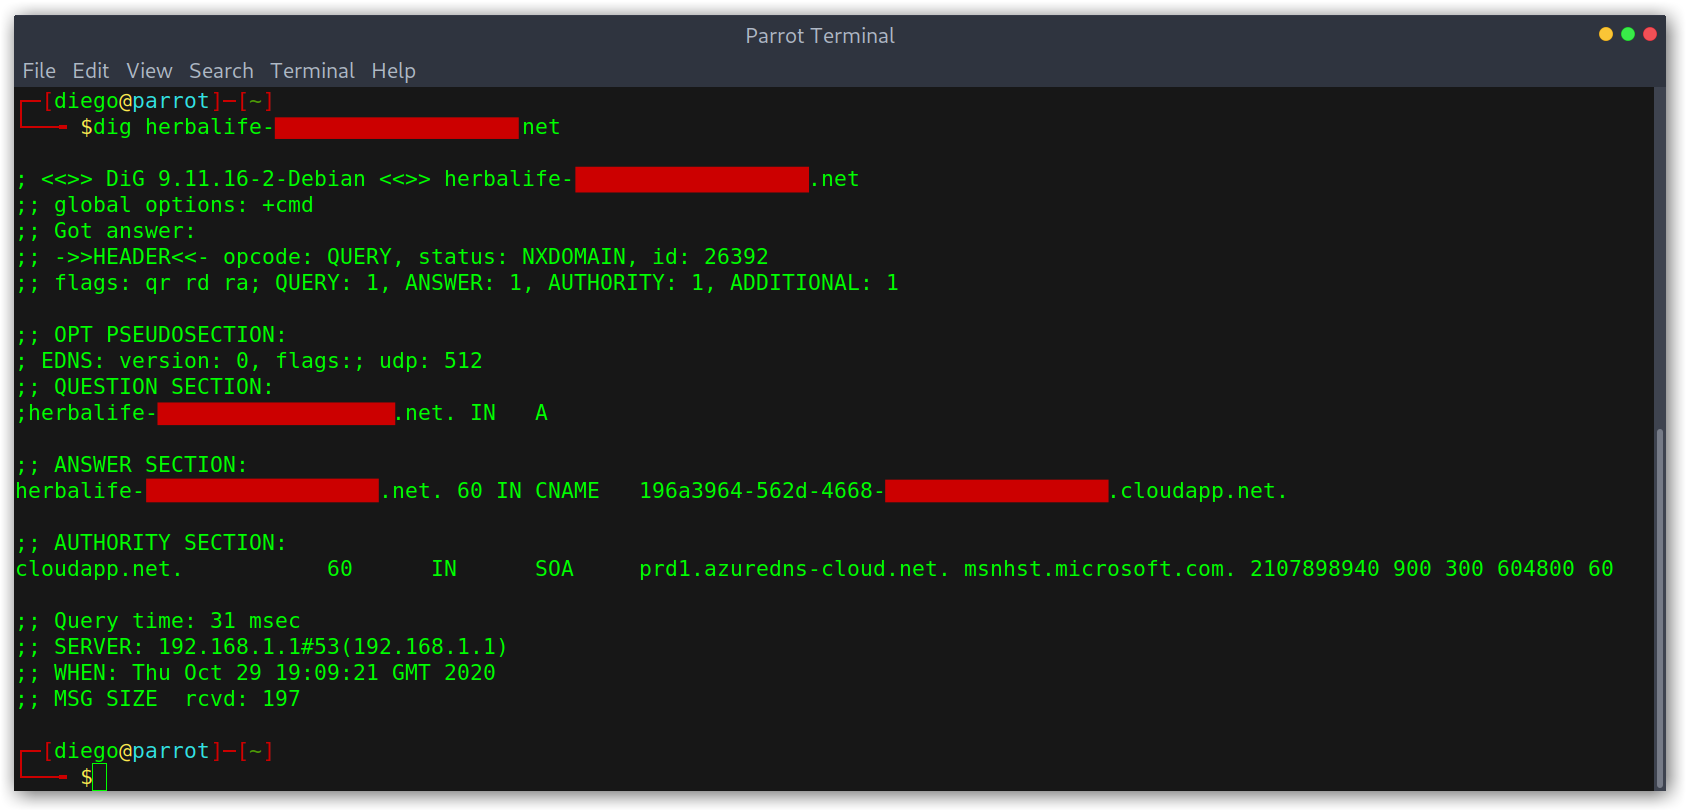 Parrot Terminal
File Edit View Search Terminal Help
[diego@parrot]─[~]
$dig herbalife- net
; <<>> DiG 9.11.16-2-Debian <<>> herbalife- .net
;; global options: +cmd
;; Got answer:
;; ->>HEADER<<- opcode: QUERY, status: NXDOMAIN, id: 26392
;; flags: qr rd ra; QUERY: 1, ANSWER: 1, AUTHORITY: 1, ADDITIONAL: 1
;; OPT PSEUDOSECTION:
; EDNS: version: 0, flags:; udp: 512
;; QUESTION SECTION:
;herbalife- .net. IN A
;; ANSWER SECTION:
herbalife- .net. 60 IN CNAME 196a3964-562d-4668- .cloudapp.net.
;; AUTHORITY SECTION:
cloudapp.net. 60 IN SOA prd1.azuredns-cloud.net. msnhst.microsoft.com. 2107898940 900 300 604800 60
;; Query time: 31 msec
;; SERVER: 192.168.1.1#53(192.168.1.1)
;; WHEN: Thu Oct 29 19:09:21 GMT 2020
;; MSG SIZE rcvd: 197
[diego@parrot]─[~]
$